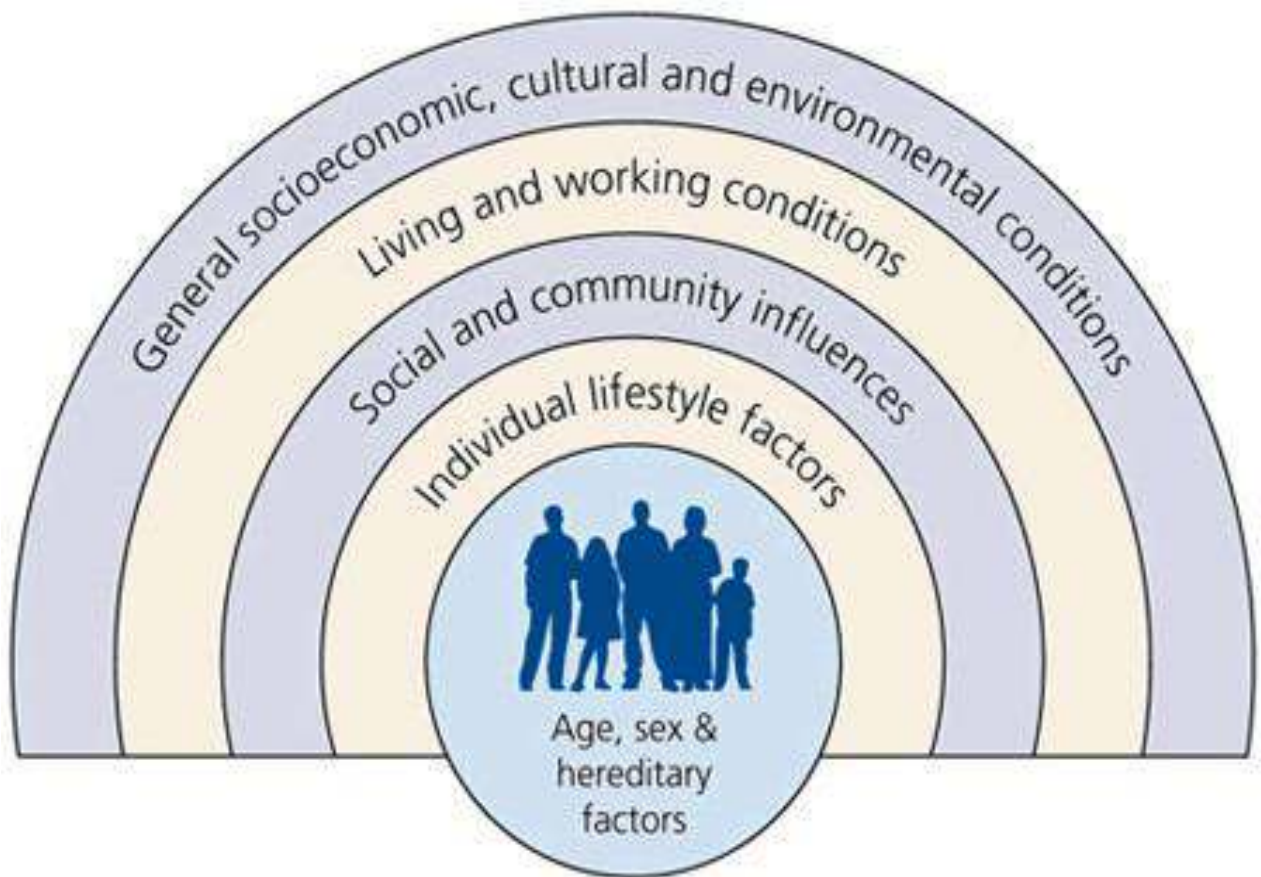 General socioeconomic, cultural and environmental conditions
Living and working conditions
Social and community influences
Individual lifestyle factors
Age, sex &
hereditary
factors